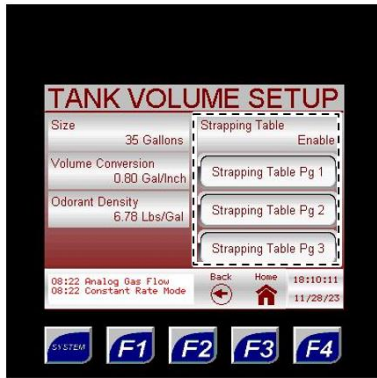 TANK VOLUME SETUP
Size
35 Gallons
Volume Conversion
0.80 Gal/Inch
Odorant Density
6.78 Lbs/Gal
Strapping Table
Enable
Strapping Table Pg 1
Strapping Table Pg 2
Strapping Table Pg 3
08:22 Analog Gas Flow
08:22 Constant Rate Mode
Back
Home
18:10:11
11/28/23
SYSTEM
F1
F2
F3
F4